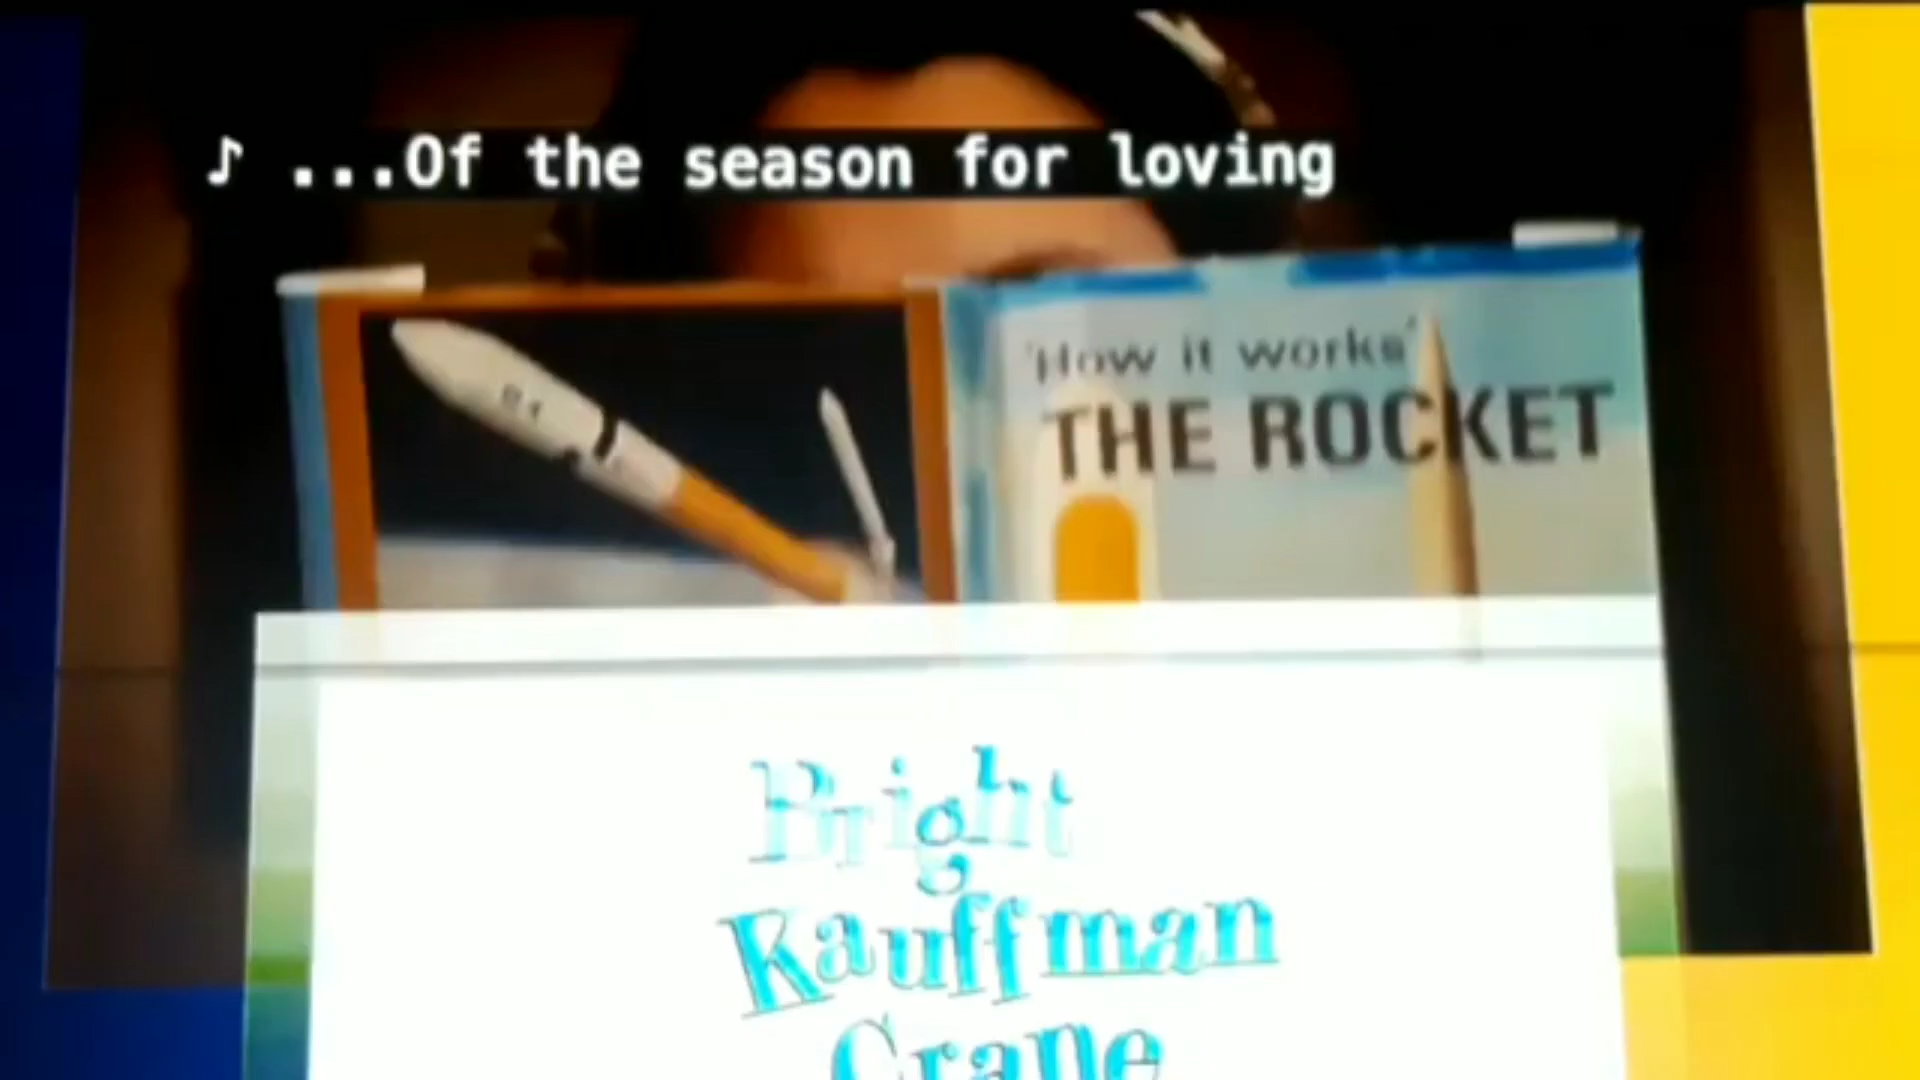 ♪ ...Of the season for loving
'How it works'
THE ROCKET
Bright
Kauffman
Crane